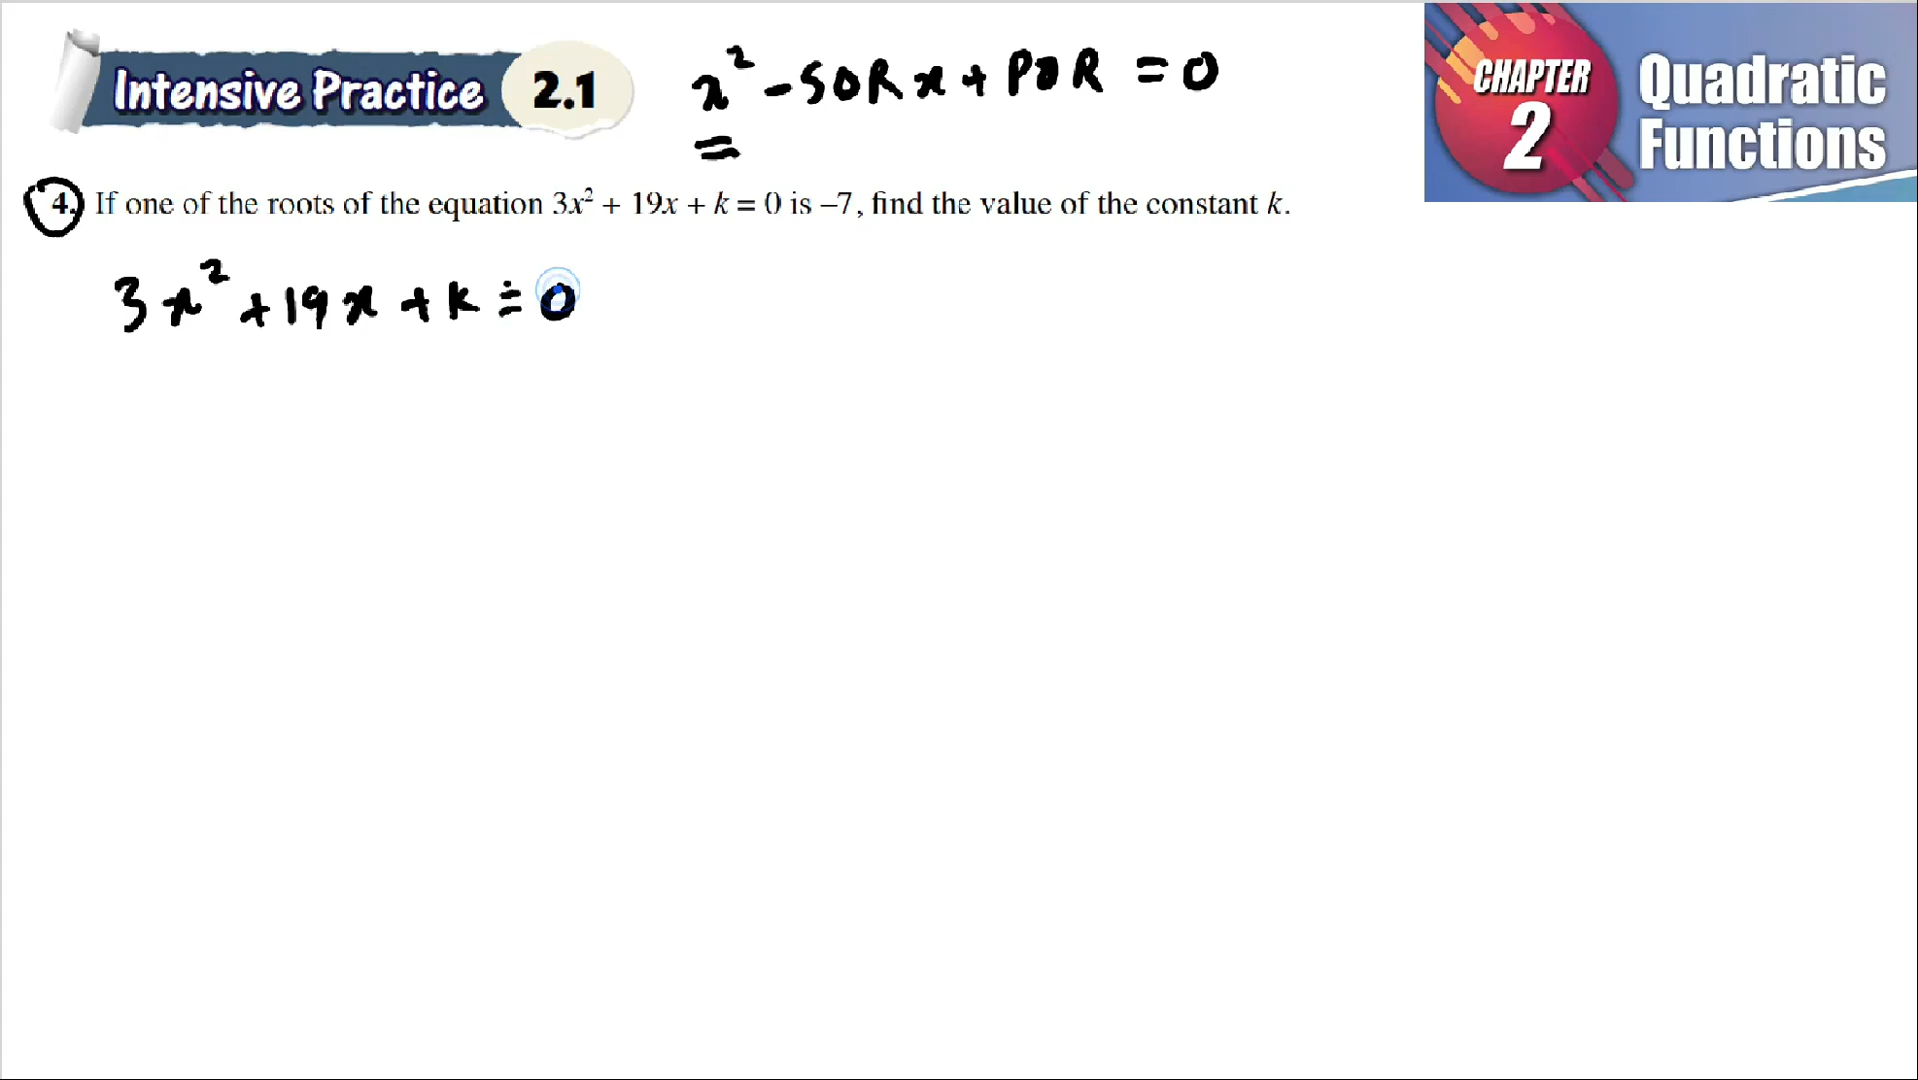 Intensive Practice 2.1
x² - SORx + POR = 0
=
CHAPTER 2
Quadratic Functions
4. If one of the roots of the equation 3x² + 19x + k = 0 is –7, find the value of the constant k.
3x² + 19x + k = 0